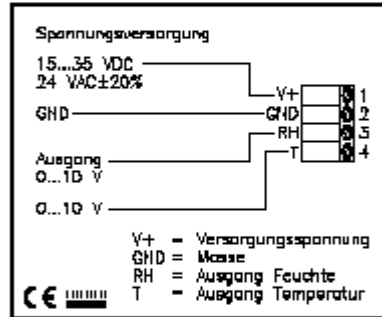 Spannungsversorgung
15...35 VDC
24 VAC±20%
V+ 1
GND GND 2
RH 3
Ausgang T 4
0...10 V
0...10 V
V+ = Versorgungsspannung
GND = Masse
RH = Ausgang Feuchte
CE T = Ausgang Temperatur